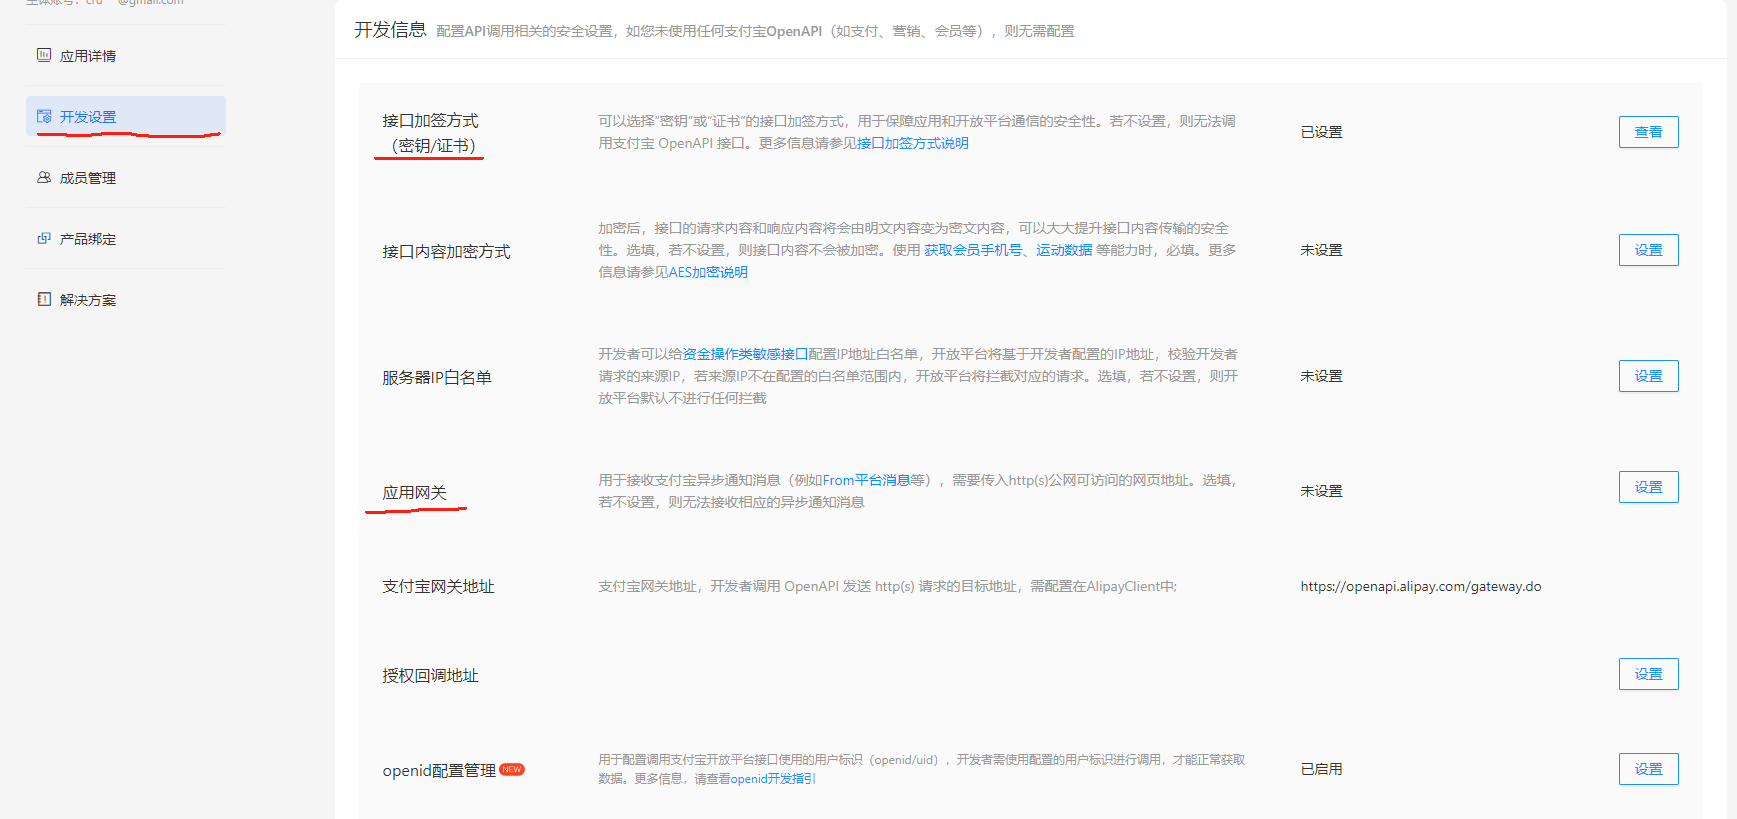 @gmail.com
应用详情
开发设置
成员管理
产品绑定
解决方案
开发信息 配置API调用相关的安全设置，如您未使用任何支付宝OpenAPI（如支付、营销、会员等），则无需配置
接口加签方式
（密钥/证书）
可以选择“密钥”或“证书”的接口加签方式，用于保障应用和开放平台通信的安全性。若不设置，则无法调
用支付宝 OpenAPI 接口。更多信息请参见接口加签方式说明
已设置
查看
接口内容加密方式
加密后，接口的请求内容和响应内容将会由明文内容变为密文内容，可以大大提升接口内容传输的安全
性。选填，若不设置，则接口内容不会被加密。使用 获取会员手机号、运动数据 等能力时，必填。更多
信息请参见AES加密说明
未设置
设置
服务器IP白名单
开发者可以给资金操作类敏感接口配置IP地址白名单，开放平台将基于开发者配置的IP地址，校验开发者
请求的来源IP，若来源IP不在配置的白名单范围内，开放平台将拦截对应的请求。选填，若不设置，则开
放平台默认不进行任何拦截
未设置
设置
应用网关
用于接收支付宝异步通知消息（例如From平台消息等），需要传入http(s)公网可访问的网页地址。选填，
若不设置，则无法接收相应的异步通知消息
未设置
设置
支付宝网关地址
支付宝网关地址，开发者调用 OpenAPI 发送 http(s) 请求的目标地址，需配置在AlipayClient中;
https://openapi.alipay.com/gateway.do
授权回调地址
设置
openid配置管理 NEW
用于配置调用支付宝开放平台接口使用的用户标识（openid/uid），开发者需使用配置的用户标识进行调用，才能正常获取
数据。更多信息，请查看openid开发指引
已启用
设置